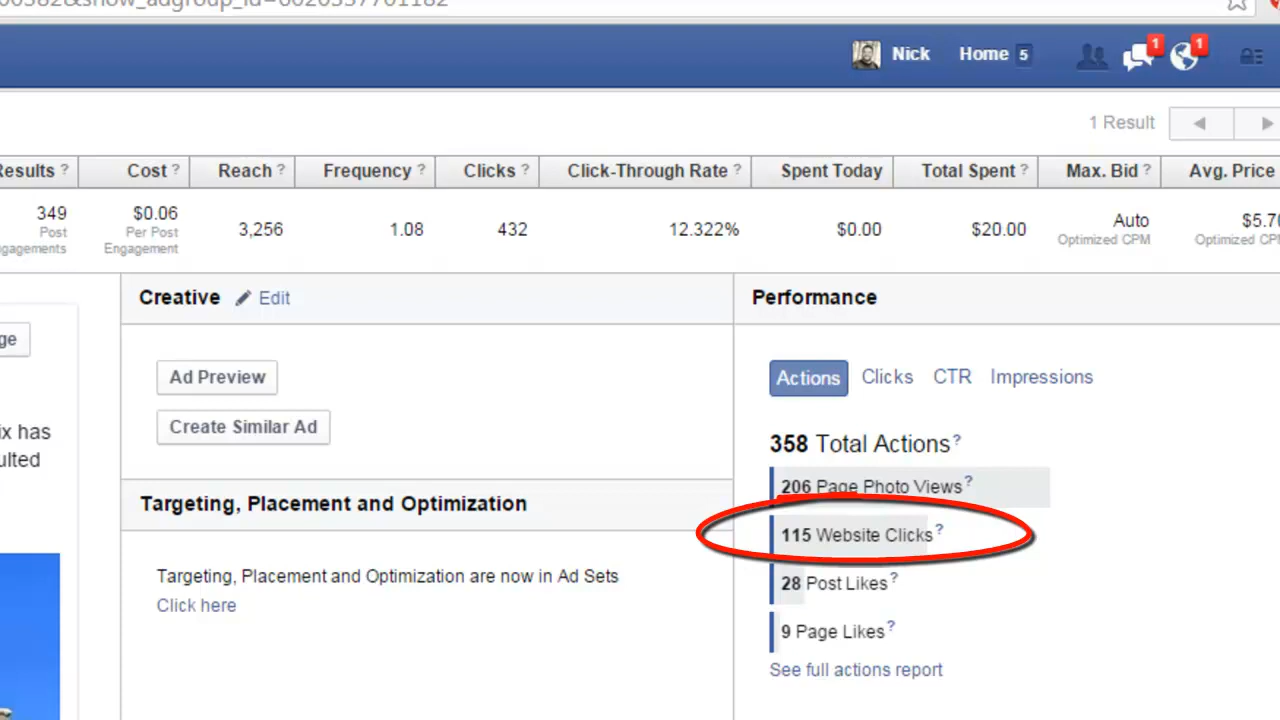 Nick Home 5 1 1
1 Result
Results ? Cost ? Reach ? Frequency ? Clicks ? Click-Through Rate ? Spent Today Total Spent ? Max. Bid ? Avg. Price
349 $0.06 3,256 1.08 432 12.322% $0.00 $20.00 Auto
Post Per Post Optimized CPM Optimized
Engagement
Creative Edit
Performance
Ad Preview
Create Similar Ad
Actions Clicks CTR Impressions
has
358 Total Actions?
206 Page Photo Views?
Targeting, Placement and Optimization
115 Website Clicks?
Targeting, Placement and Optimization are now in Ad Sets
Click here
28 Post Likes?
9 Page Likes?
See full actions report